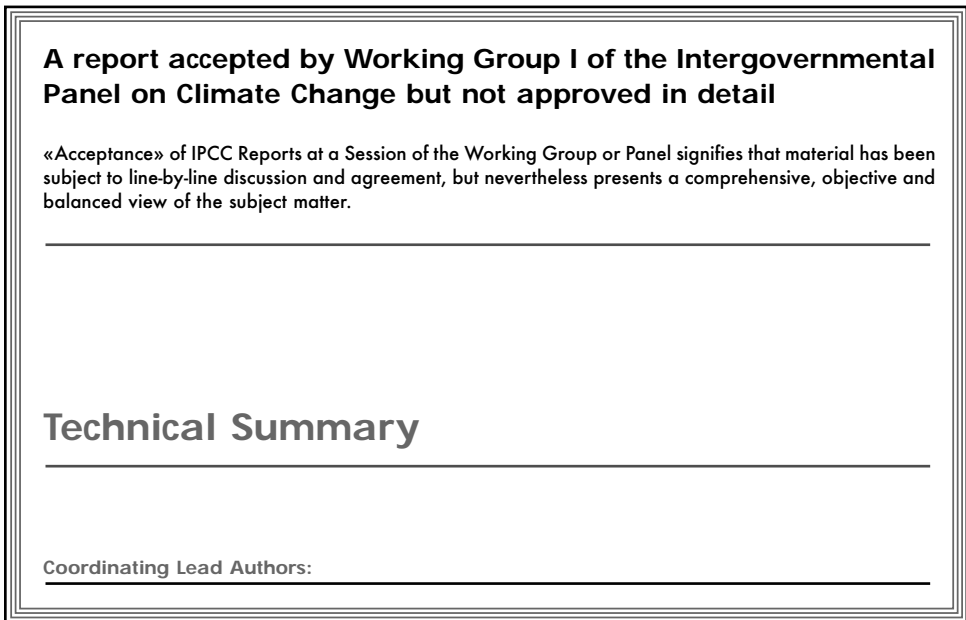 A report accepted by Working Group I of the Intergovernmental
Panel on Climate Change but not approved in detail
«Acceptance» of IPCC Reports at a Session of the Working Group or Panel signifies that material has been
subject to line-by-line discussion and agreement, but nevertheless presents a comprehensive, objective and
balanced view of the subject matter.
Technical Summary
Coordinating Lead Authors: